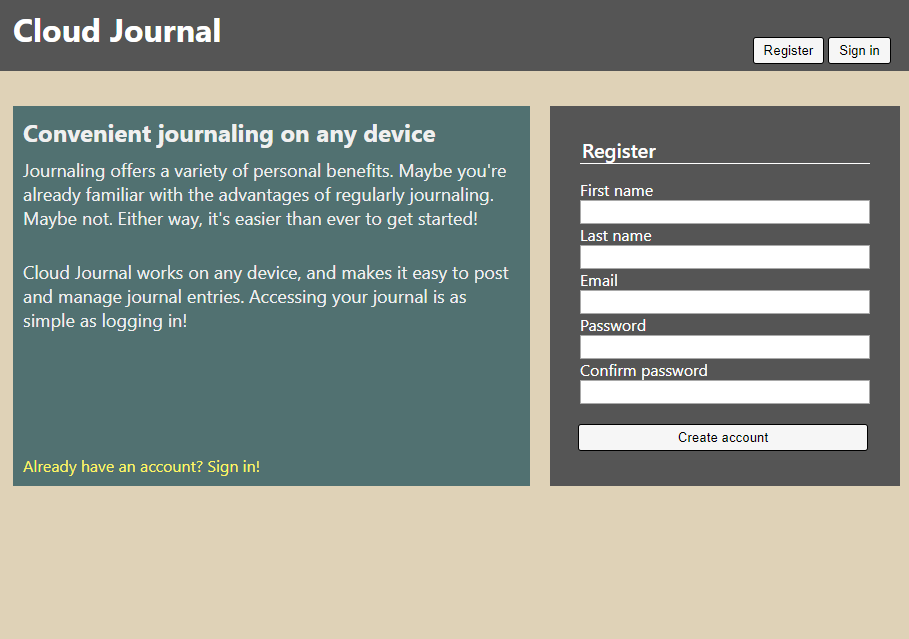 Cloud Journal
Register
Sign in
Convenient journaling on any device
Journaling offers a variety of personal benefits. Maybe you're
already familiar with the advantages of regularly journaling.
Maybe not. Either way, it's easier than ever to get started!
Cloud Journal works on any device, and makes it easy to post
and manage journal entries. Accessing your journal is as
simple as logging in!
Already have an account? Sign in!
Register
First name
Last name
Email
Password
Confirm password
Create account